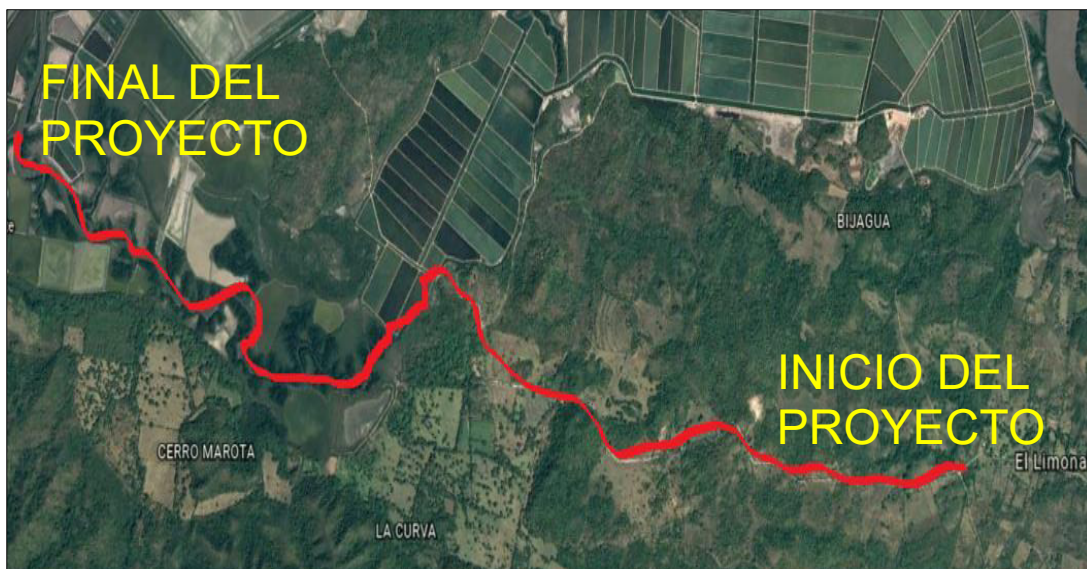 FINAL DEL
PROYECTO
e
BIJAGUA
INICIO DEL
PROYECTO
CERRO MAROTA
El Limona
LA CURVA